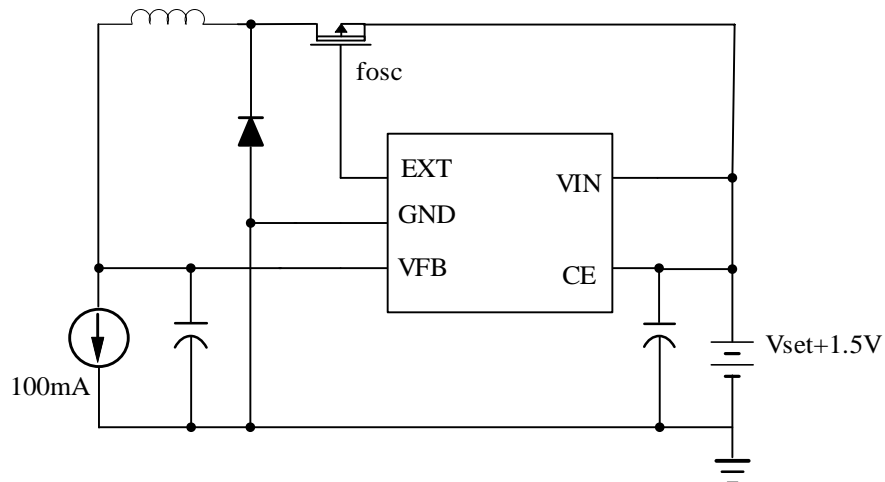 fosc
EXT
VIN
GND
VFB
CE
Vset+1.5V
100mA